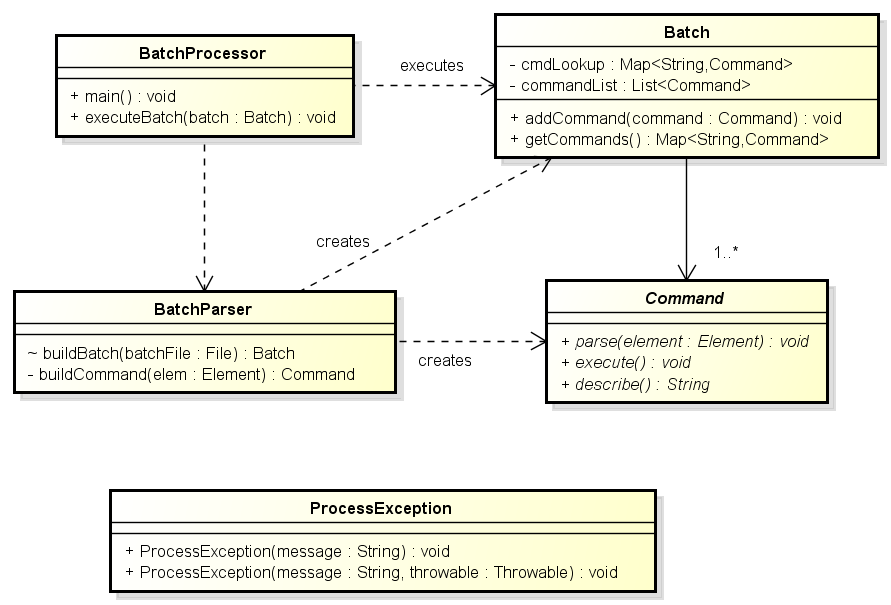 BatchProcessor
+ main() : void
+ executeBatch(batch : Batch) : void
executes
Batch
- cmdLookup : Map<String,Command>
- commandList : List<Command>
+ addCommand(command : Command) : void
+ getCommands() : Map<String,Command>
creates
1..*
BatchParser
~ buildBatch(batchFile : File) : Batch
- buildCommand(elem : Element) : Command
creates
Command
+ parse(element : Element) : void
+ execute() : void
+ describe() : String
ProcessException
+ ProcessException(message : String) : void
+ ProcessException(message : String, throwable : Throwable) : void